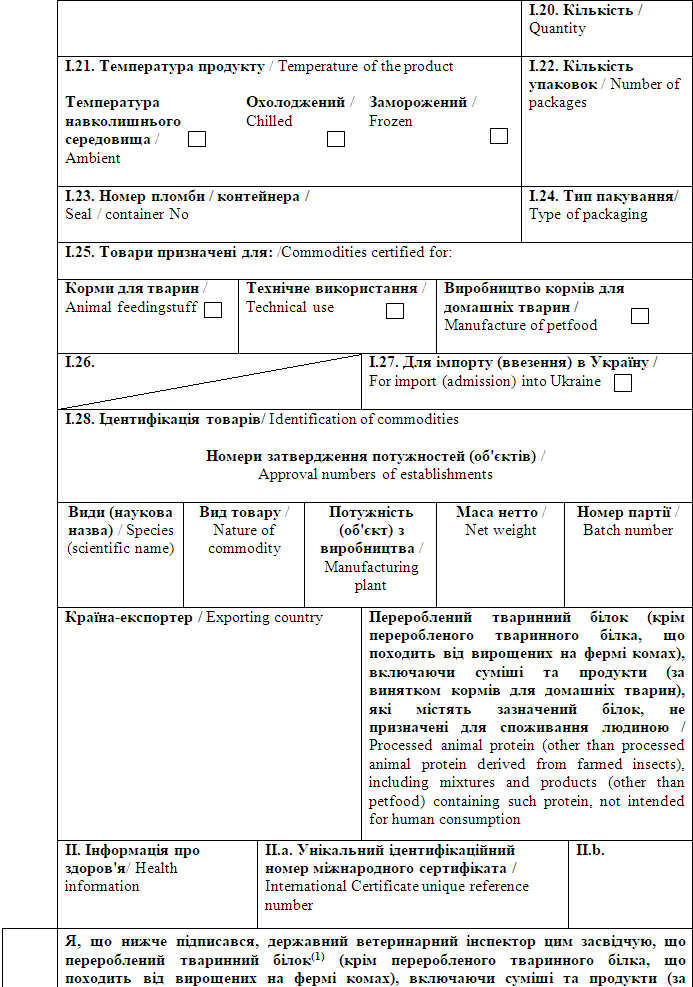 I.20. Кількість /
Quantity
I.21. Температура продукту / Temperature of the product
I.22. Кількість
упаковок / Number of
packages
Температура
навколишнього
середовища /
Ambient
Охолоджений /
Chilled
Заморожений /
Frozen
I.23. Номер пломби / контейнера /
Seal / container No
I.24. Тип пакування/
Type of packaging
I.25. Товари призначені для: /Commodities certified for:
Корми для тварин /
Animal feedingstuff
Технічне використання /
Technical use
Виробництво кормів для
домашніх тварин /
Manufacture of petfood
I.26.
I.27. Для імпорту (ввезення) в Україну /
For import (admission) into Ukraine
I.28. Ідентифікація товарів/ Identification of commodities
Номери затвердження потужностей (об'єктів) /
Approval numbers of establishments
Види (наукова
назва) / Species
(scientific name)
Вид товару /
Nature of
commodity
Потужність
(об'єкт) з
виробництва /
Manufacturing
plant
Маса нетто /
Net weight
Номер партії /
Batch number
Країна-експортер / Exporting country
Перероблений тваринний білок (крім
переробленого тваринного білка, що
походить від вирощених на фермі комах),
включаючи суміші та продукти (за
винятком кормів для домашніх тварин),
які містять зазначений білок, не
призначені для споживання людиною /
Processed animal protein (other than processed
animal protein derived from farmed insects),
including mixtures and products (other than
petfood) containing such protein, not intended
for human consumption
II. Інформація про
здоров'я/ Health
information
II.a. Унікальний ідентифікаційний
номер міжнародного сертифіката /
International Certificate unique reference
number
II.b.
Я, що нижче підписався, державний ветеринарний інспектор цим засвідчую, що
перероблений тваринний білок(1) (крім переробленого тваринного білка, що
походить від вирощених на фермі комах), включаючи суміші та продукти (за